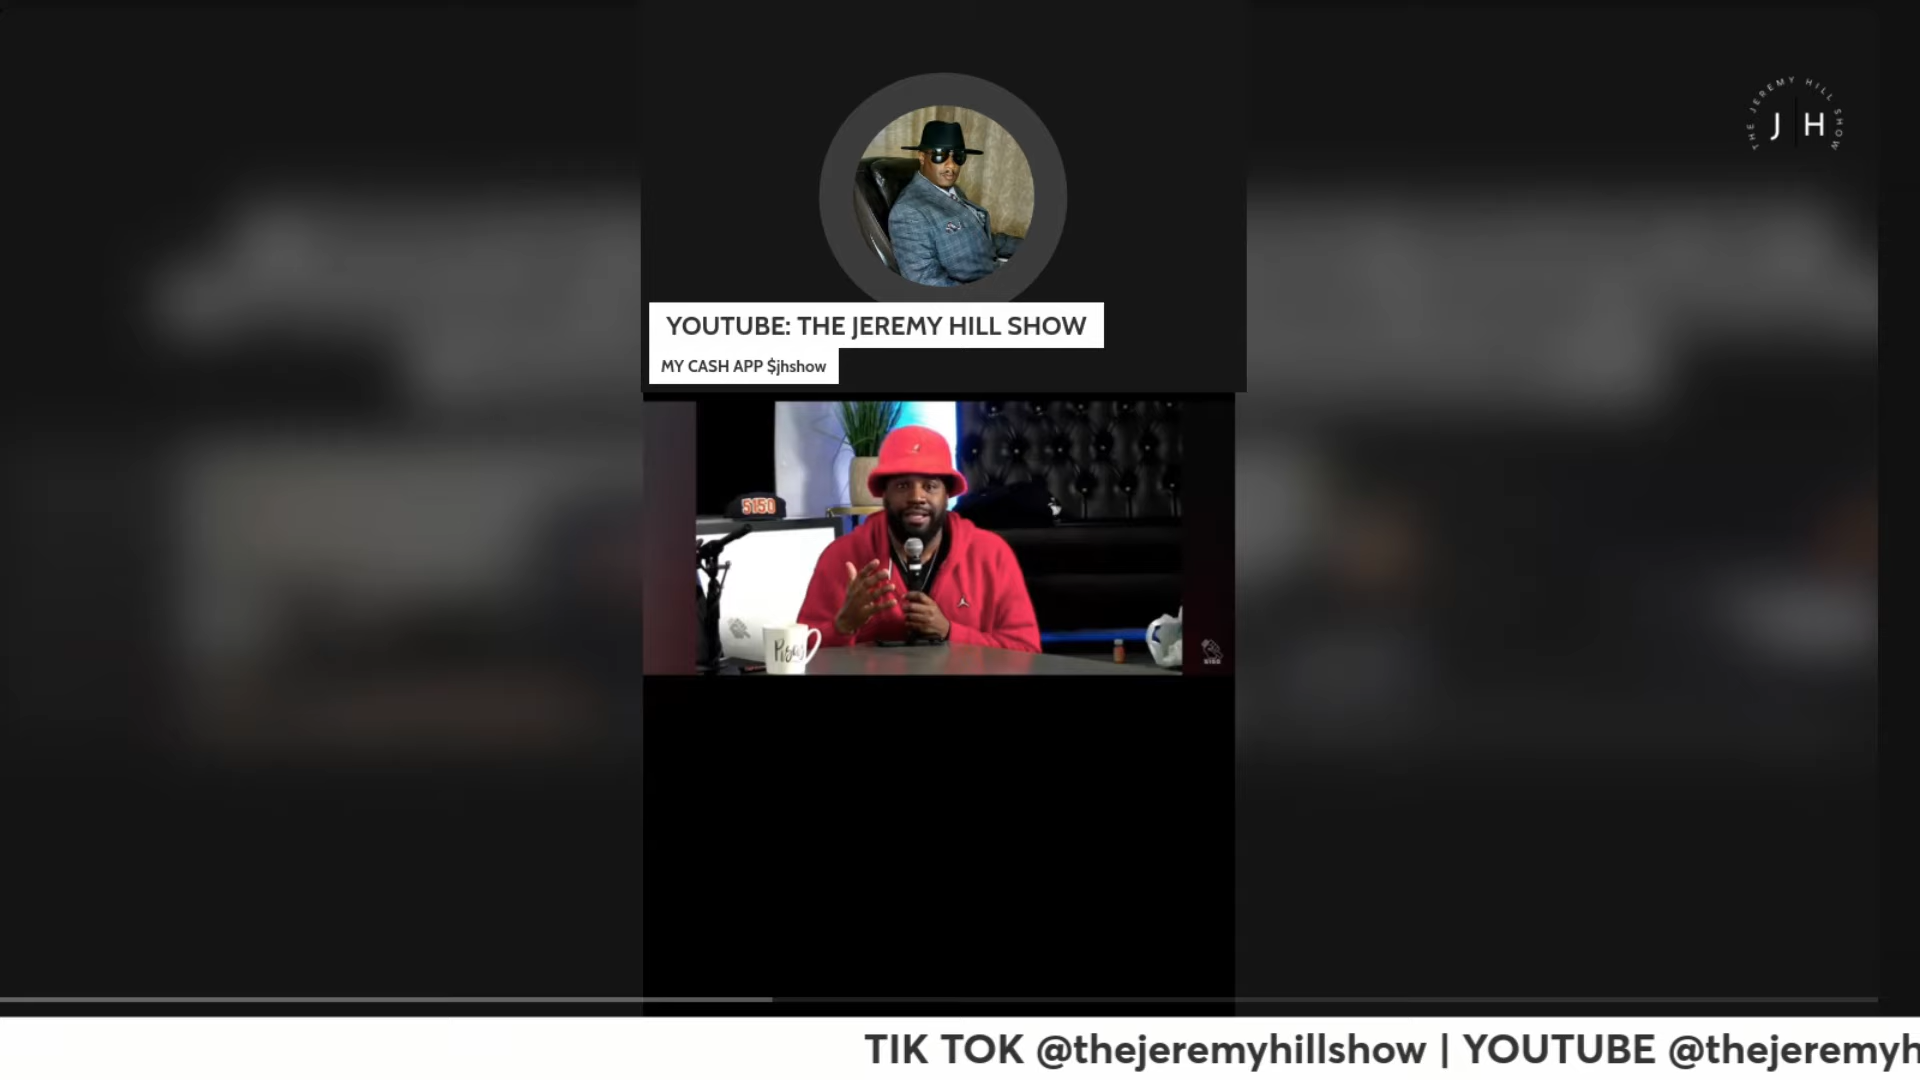 THE JEREMY HILL SHOW
J H
YOUTUBE: THE JEREMY HILL SHOW
MY CASH APP $jhshow
5150
TIK TOK @thejeremyhillshow | YOUTUBE @thejeremyh